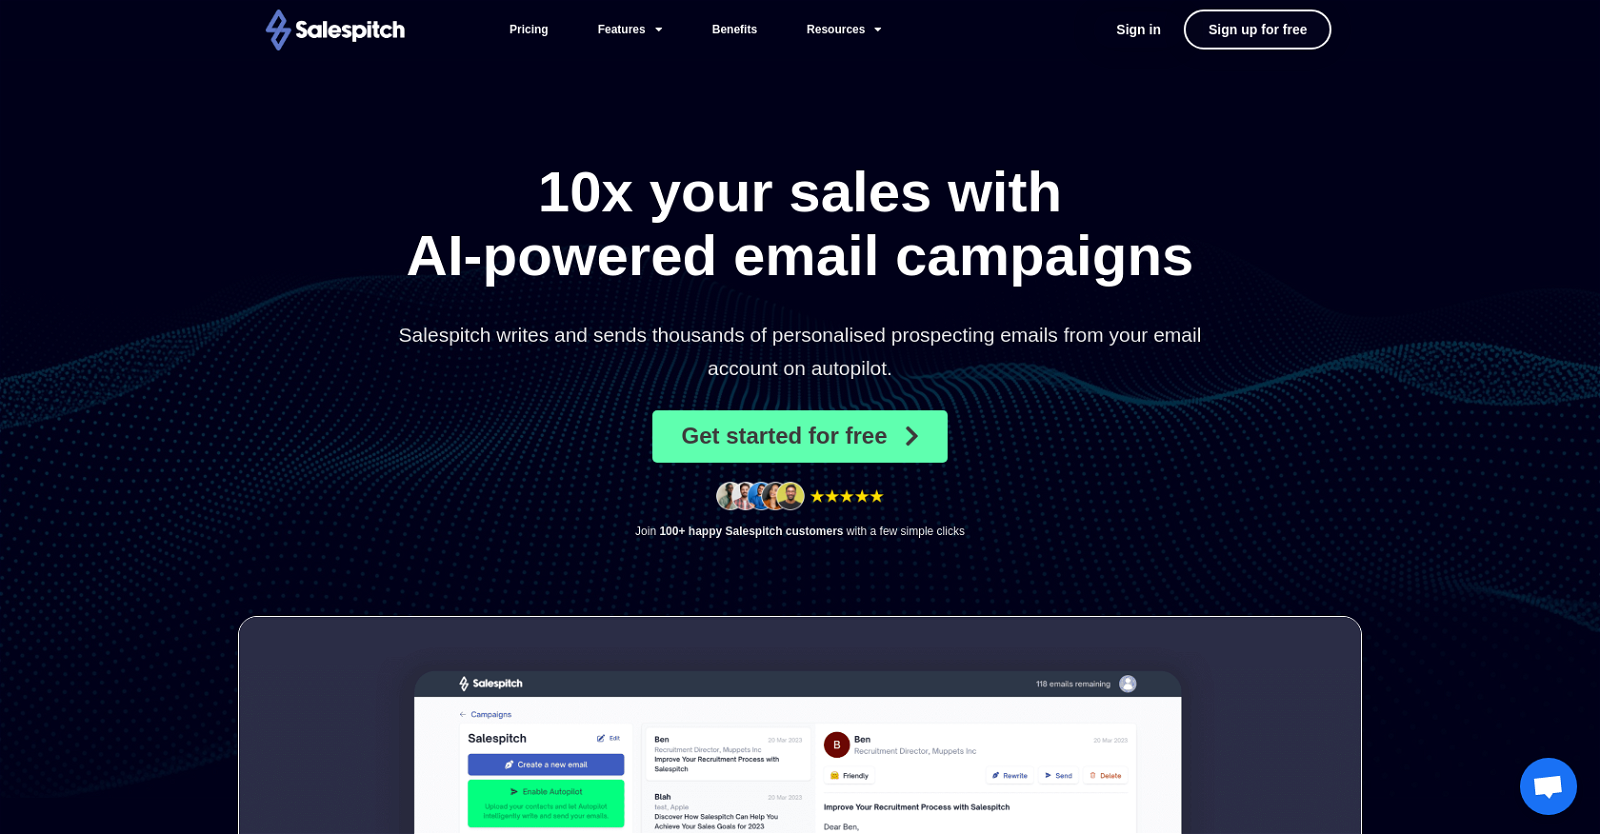 Salespitch
Pricing
Features
Benefits
Resources
Sign in
Sign up for free
10x your sales with
AI-powered email campaigns
Salespitch writes and sends thousands of personalised prospecting emails from your email
account on autopilot.
Get started for free
Join 100+ happy Salespitch customers with a few simple clicks
Salespitch
118 emails remaining
← Campaigns
Salespitch
Edit
Create a new email
Enable Autopilot
Upload your contacts and let Autopilot
intelligently write and send your emails.
Ben
20 Mar 2023
Recruitment Director, Muppets Inc
Improve Your Recruitment Process with
Salespitch
Blah
20 Mar 2023
test, Apple
Discover How Salespitch Can Help You
Achieve Your Sales Goals for 2023
B
Ben
20 Mar 2023
Recruitment Director, Muppets Inc
Friendly
Rewrite
Send
Delete
Improve Your Recruitment Process with Salespitch
Dear Ben,